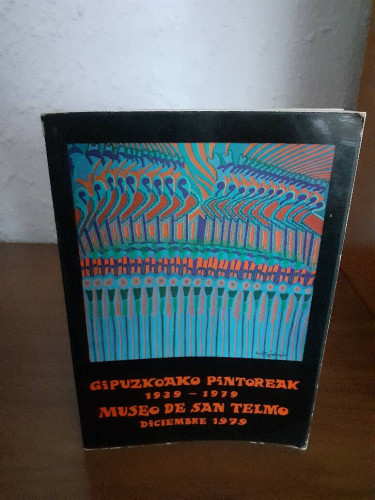 GiPUZKOAKO PiNTOREAK
1939 - 1979
MUSEO DE SAN TELMO
DICIEMBRE 1979